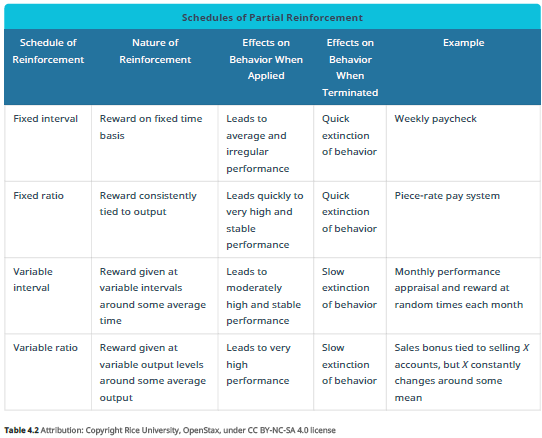 Schedules of Partial Reinforcement
Schedule of
Reinforcement
Nature of
Reinforcement
Effects on
Behavior When
Applied
Effects on
Behavior
When
Terminated
Example
Fixed interval
Reward on fixed time
basis
Leads to
average and
irregular
performance
Quick
extinction
of behavior
Weekly paycheck
Fixed ratio
Reward consistently
tied to output
Leads quickly to
very high and
stable
performance
Quick
extinction
of behavior
Piece-rate pay system
Variable
interval
Reward given at
variable intervals
around some average
time
Leads to
moderately
high and stable
performance
Slow
extinction
of behavior
Monthly performance
appraisal and reward at
random times each month
Variable ratio
Reward given at
variable output levels
around some average
output
Leads to very
high
performance
Slow
extinction
of behavior
Sales bonus tied to selling X
accounts, but X constantly
changes around some
mean
Table 4.2 Attribution: Copyright Rice University, OpenStax, under CC BY-NC-SA 4.0 license